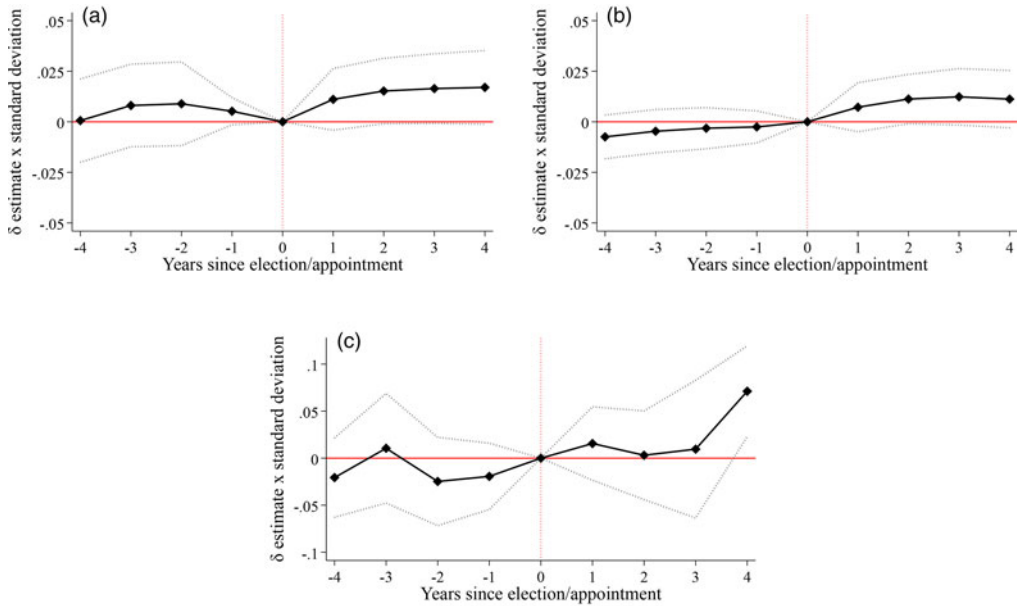 (a)
δ estimate x standard deviation
.05
.025
0
-.025
-.05
-4 -3 -2 -1 0 1 2 3 4
Years since election/appointment
(b)
δ estimate x standard deviation
.05
.025
0
-.025
-.05
-4 -3 -2 -1 0 1 2 3 4
Years since election/appointment
(c)
δ estimate x standard deviation
.1
.05
0
-.05
-.1
-4 -3 -2 -1 0 1 2 3 4
Years since election/appointment